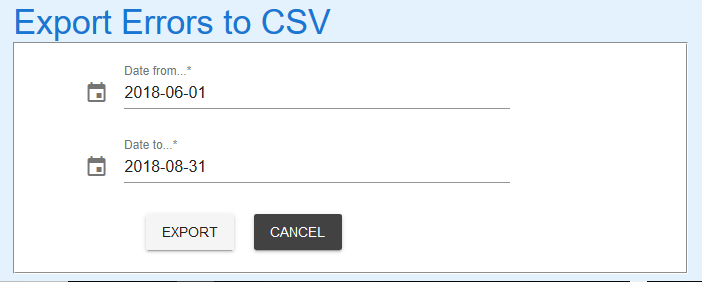 Export Errors to CSV
Date from...*
2018-06-01
Date to...*
2018-08-31
EXPORT CANCEL